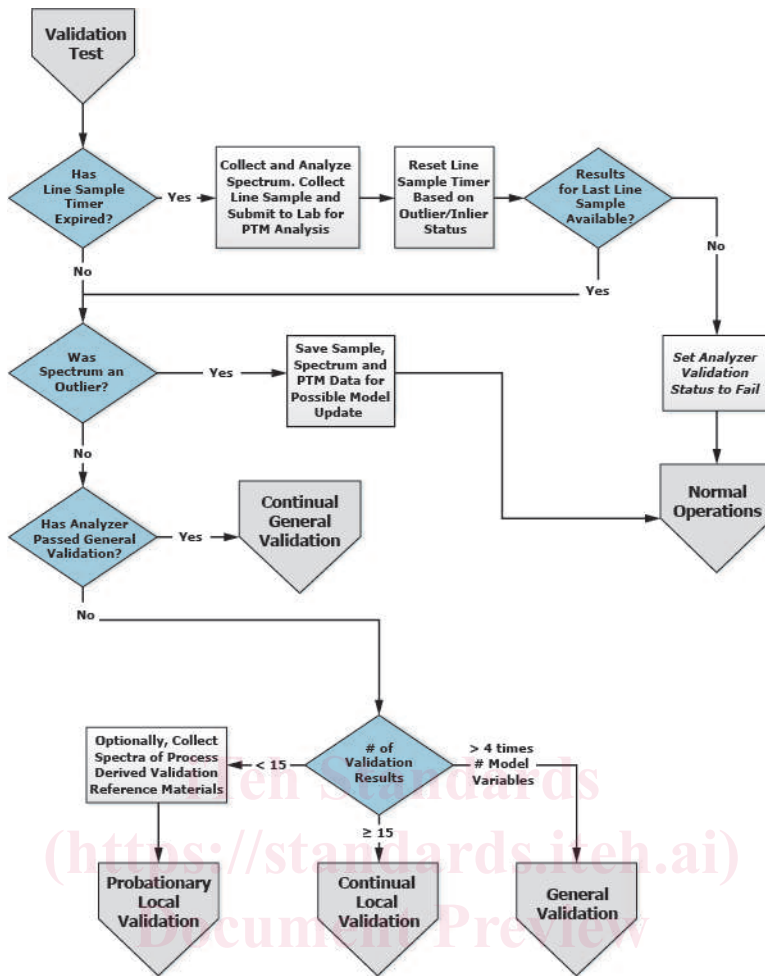 Validation
Test
Has
Line Sample
Timer
Expired?
Yes
Collect and Analyze
Spectrum. Collect
Line Sample and
Submit to Lab for
PTM Analysis
Reset Line
Sample Timer
Based on
Outlier/Inlier
Status
Results
for Last Line
Sample
Available?
No
No
Yes
Was
Spectrum an
Outlier?
Yes
Save Sample,
Spectrum and
PTM Data for
Possible Model
Update
Set Analyzer
Validation
Status to Fail
No
Has Analyzer
Passed General
Validation?
Yes
Continual
General
Validation
Normal
Operations
No
Optionally, Collect
Spectra of Process
Derived Validation
Reference Materials
< 15
# of
Validation
Results
> 4 times
# Model
Variables
≥ 15
Probationary
Local
Validation
Continual
Local
Validation
General
Validation
iTeh Standards
(https://standards.iteh.ai)
Document Preview